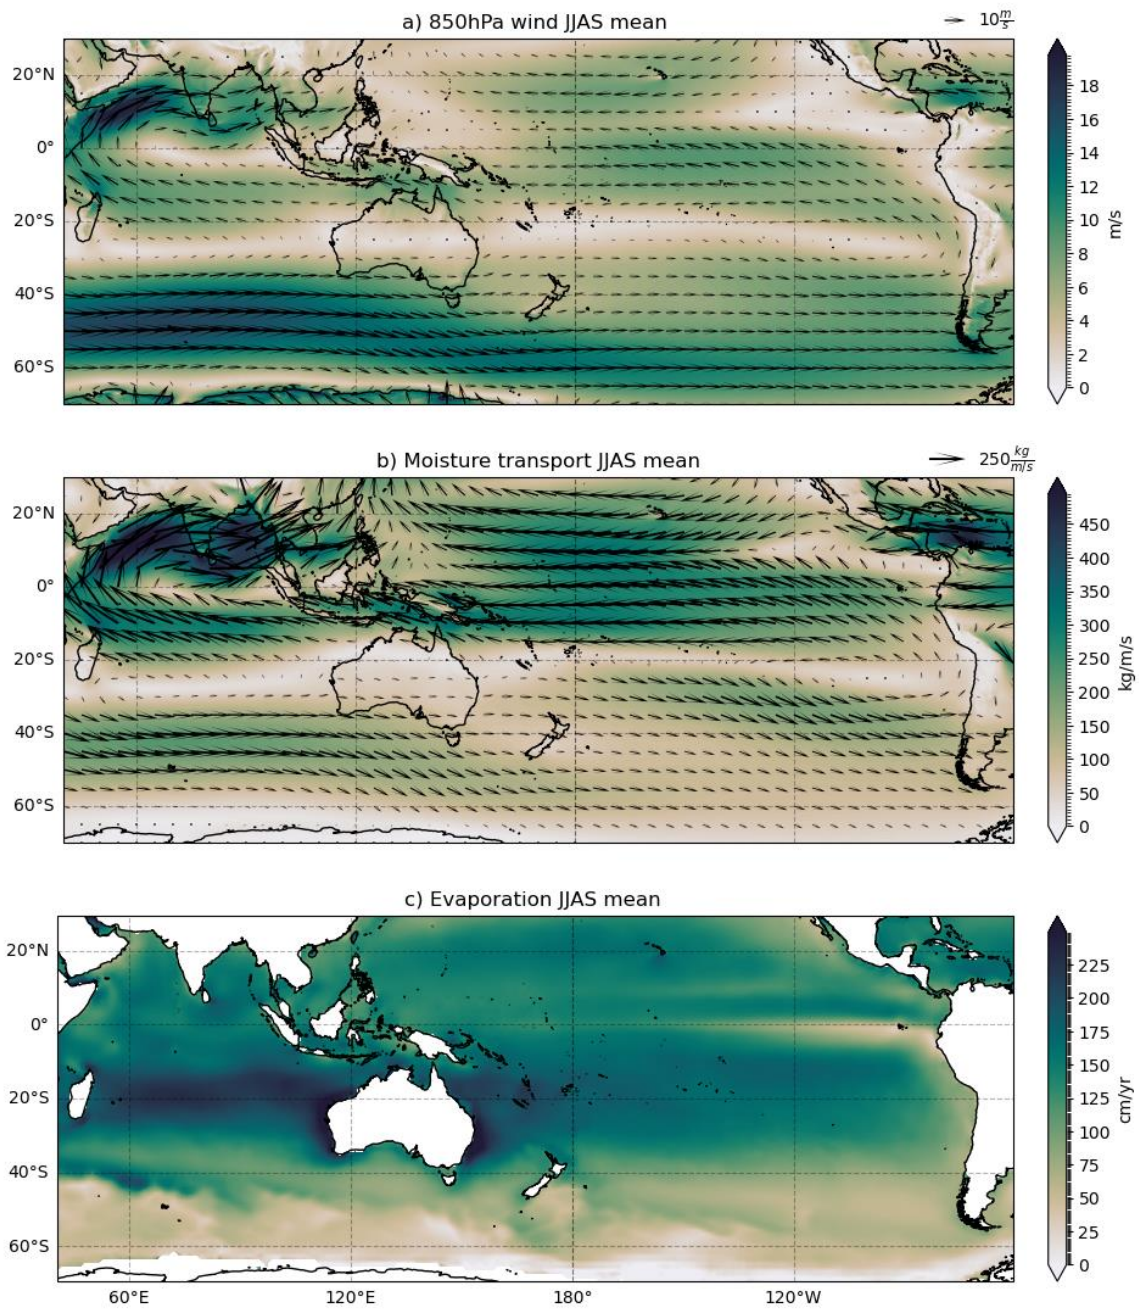 a) 850hPa wind JJAS mean
10 m/s
20°N
0°
20°S
40°S
60°S
18
16
14
12
10
8
6
4
2
0
m/s
b) Moisture transport JJAS mean
250 kg/m/s
20°N
0°
20°S
40°S
60°S
450
400
350
300
250
200
150
100
50
0
kg/m/s
c) Evaporation JJAS mean
20°N
0°
20°S
40°S
60°S
60°E
120°E
180°
120°W
225
200
175
150
125
100
75
50
25
0
cm/yr